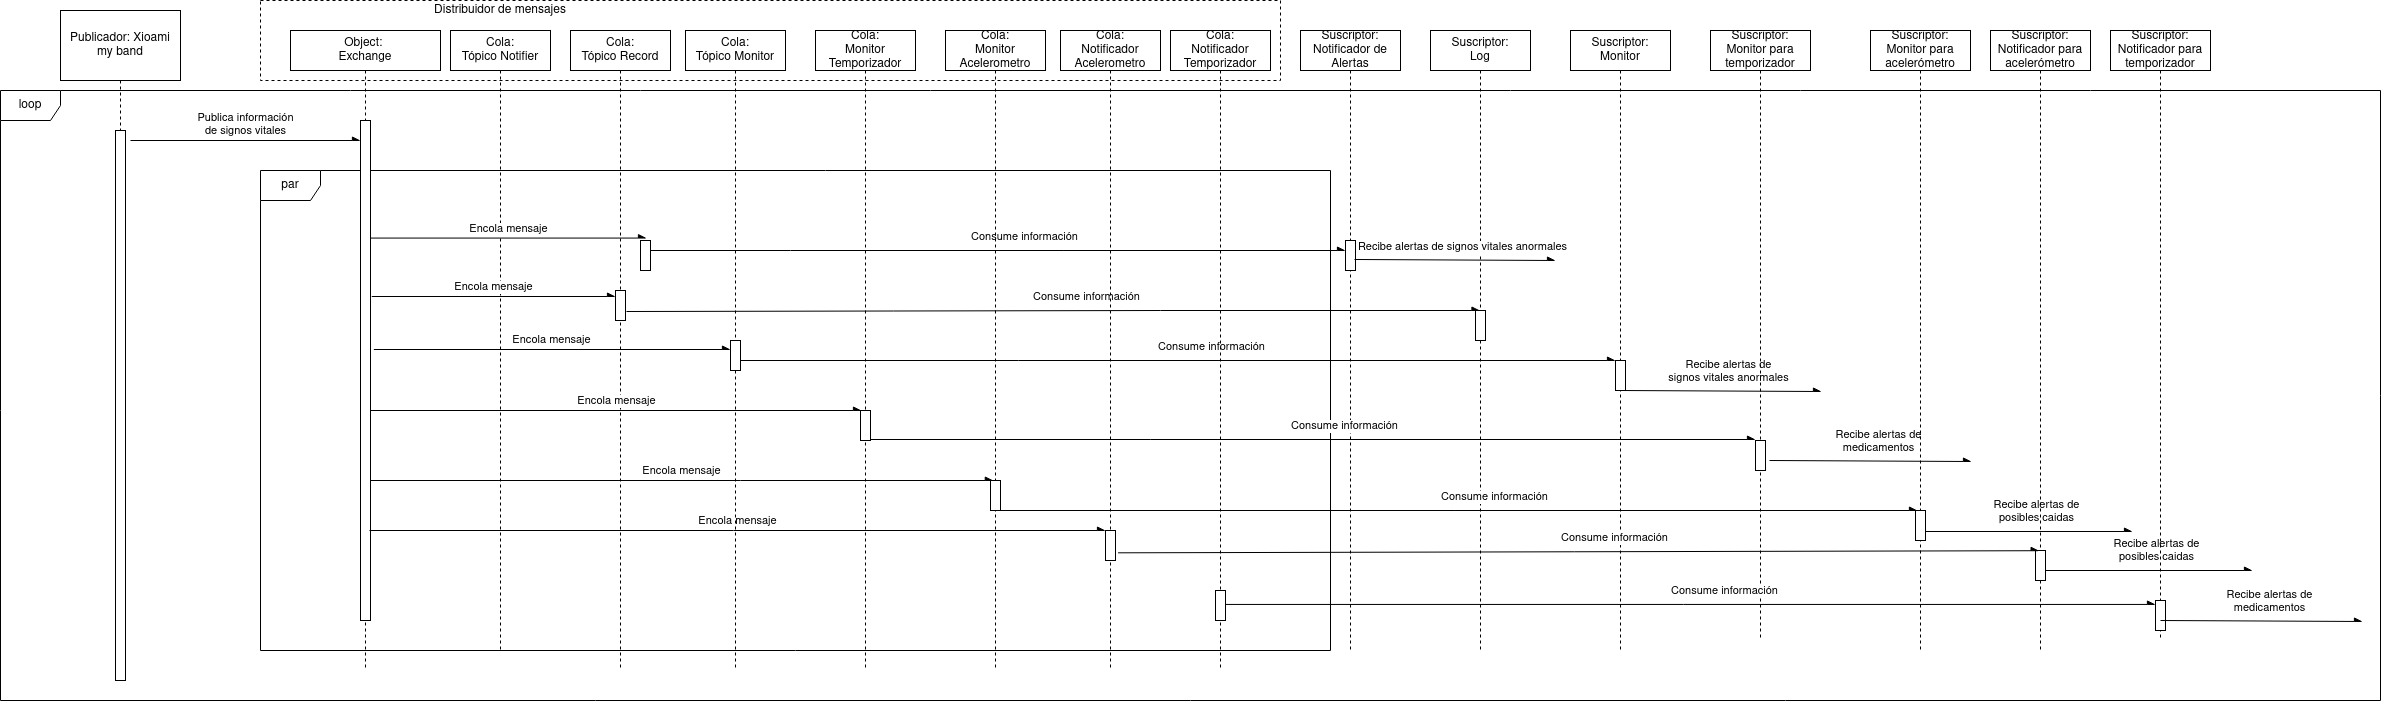 Distribuidor de mensajes
Publicador: Xioami
my band
Object:
Exchange
Cola:
Tópico Notifier
Cola:
Tópico Record
Cola:
Tópico Monitor
Cola:
Monitor
Temporizador
Cola:
Monitor
Acelerometro
Cola:
Notificador
Acelerometro
Cola:
Notificador
Temporizador
Suscriptor:
Notificador de
Alertas
Suscriptor:
Log
Suscriptor:
Monitor
Suscriptor:
Monitor para
temporizador
Suscriptor:
Monitor para
acelerómetro
Suscriptor:
Notificador para
acelerómetro
Suscriptor:
Notificador para
temporizador
loop
Publica información
de signos vitales
par
Encola mensaje
Consume información
Recibe alertas de signos vitales anormales
Encola mensaje
Consume información
Encola mensaje
Consume información
Recibe alertas de
signos vitales anormales
Encola mensaje
Consume información
Recibe alertas de
medicamentos
Encola mensaje
Consume información
Recibe alertas de
posibles caidas
Encola mensaje
Consume información
Recibe alertas de
posibles caidas
Consume información
Recibe alertas de
medicamentos